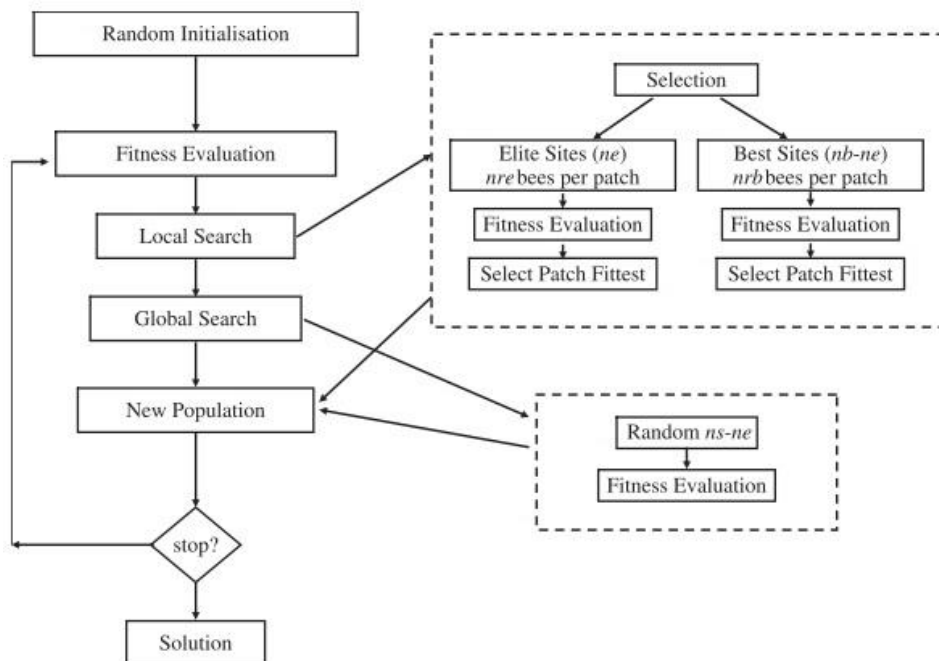 Random Initialisation
Fitness Evaluation
Local Search
Global Search
New Population
stop?
Solution
Selection
Elite Sites (ne)
nre bees per patch
Fitness Evaluation
Select Patch Fittest
Best Sites (nb-ne)
nrb bees per patch
Fitness Evaluation
Select Patch Fittest
Random ns-ne
Fitness Evaluation